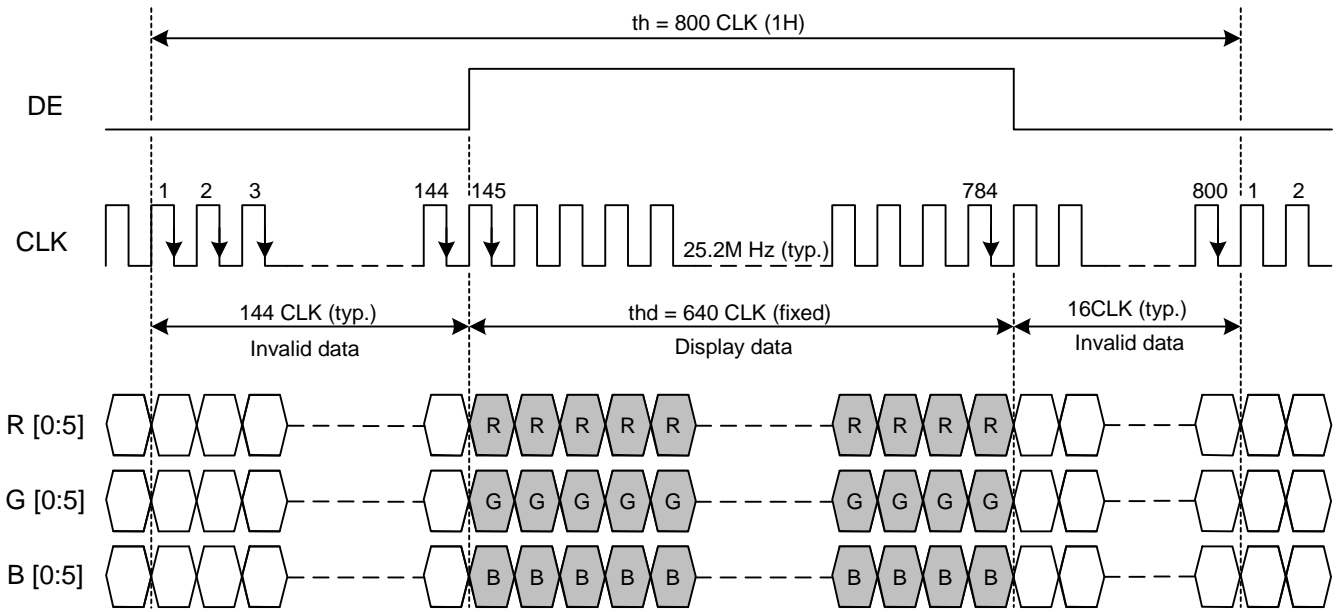 th = 800 CLK (1H)
DE
1 2 3 144 145 784 800 1 2
CLK
25.2M Hz (typ.)
144 CLK (typ.) thd = 640 CLK (fixed) 16CLK (typ.)
Invalid data Display data Invalid data
R [0:5] R R R R R R R R R
G [0:5] G G G G G G G G G
B [0:5] B B B B B B B B B